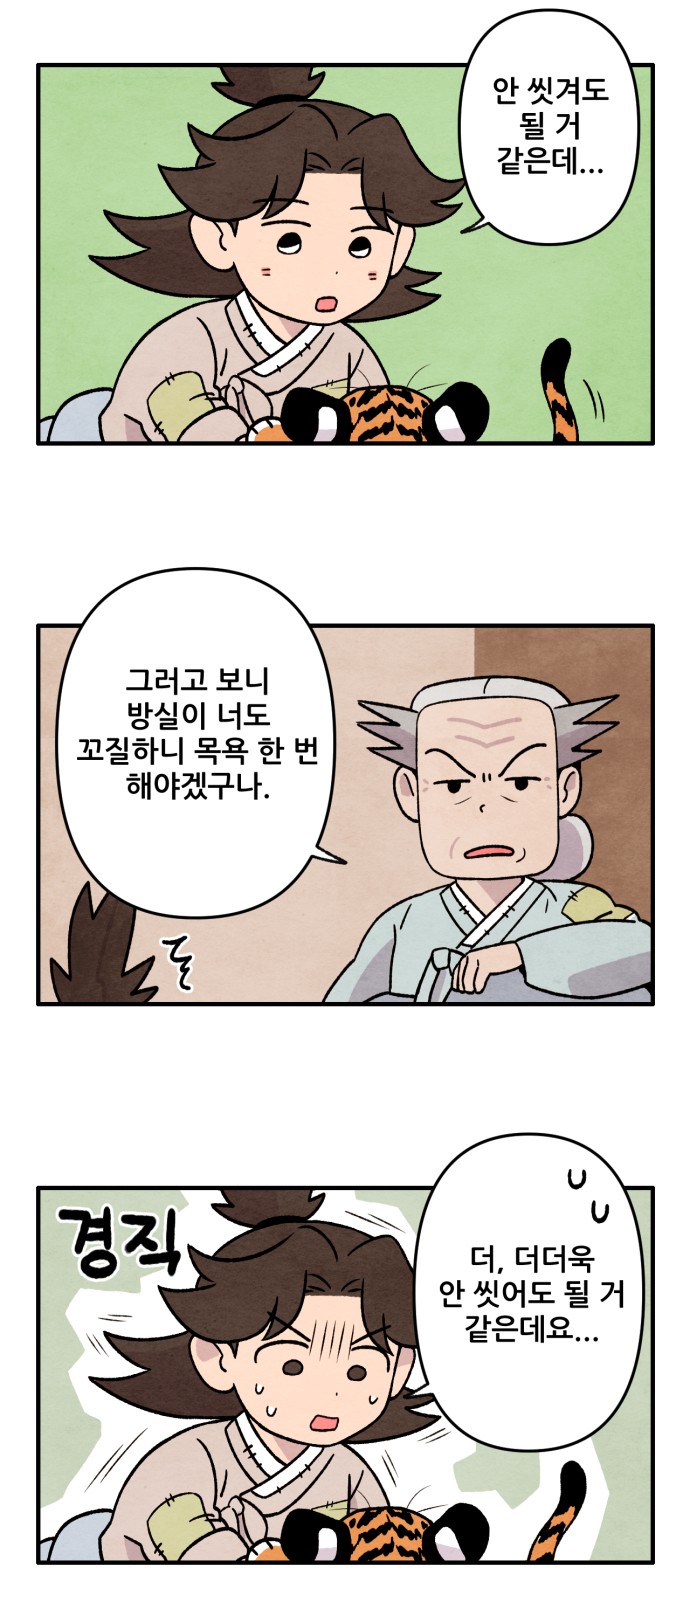 안 씻겨도
될 거
같은데...
그러고 보니
방실이 너도
꼬질하니 목욕 한 번
해야겠구나.
경직
더, 더더욱
안 씻어도 될 거
같은데요...